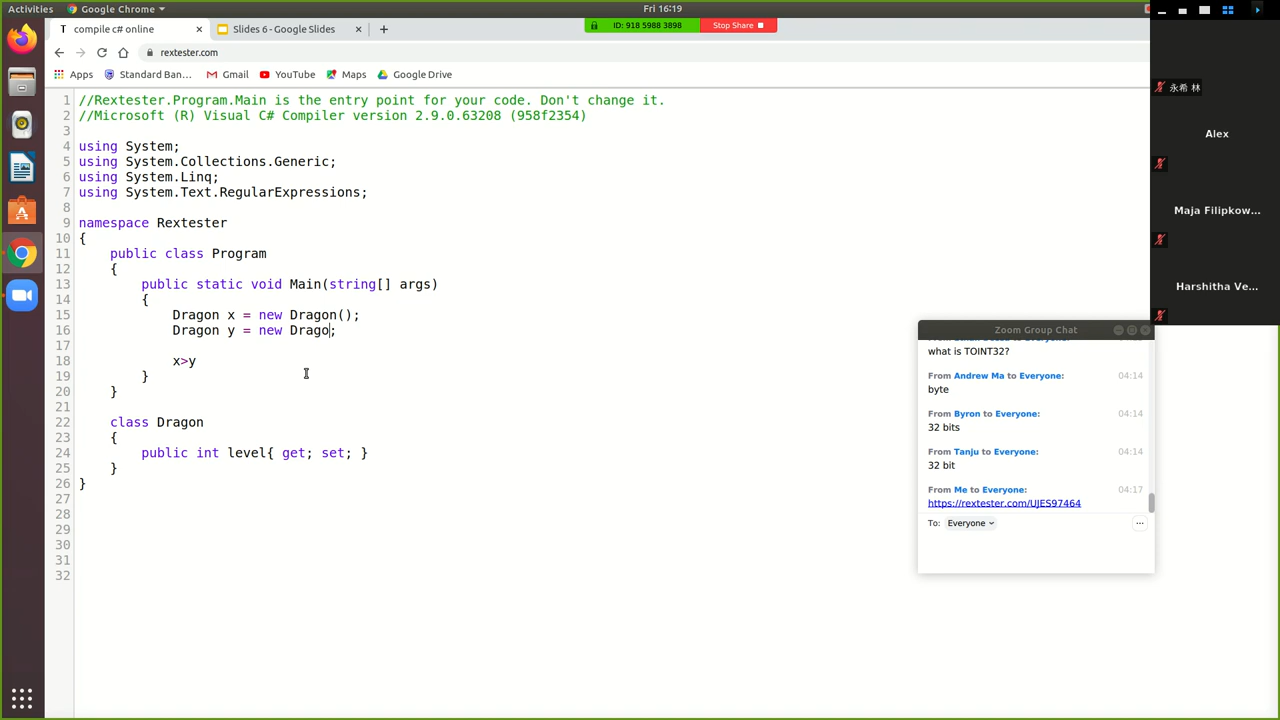 Activities
Google Chrome
Fri 16:19
compile c# online
Slides 6 - Google Slides
ID: 918 5988 3898
Stop Share
rextester.com
Apps
Standard Ban...
Gmail
YouTube
Maps
Google Drive
1 //Rextester.Program.Main is the entry point for your code. Don't change it.
2 //Microsoft (R) Visual C# Compiler version 2.9.0.63208 (958f2354)
3
4 using System;
5 using System.Collections.Generic;
6 using System.Linq;
7 using System.Text.RegularExpressions;
8
9 namespace Rextester
10 {
11 public class Program
12 {
13 public static void Main(string[] args)
14 {
15 Dragon x = new Dragon();
16 Dragon y = new Drago;
17
18 x>y
19 }
20 }
21
22 class Dragon
23 {
24 public int level{ get; set; }
25 }
26 }
27
28
29
30
31
32
永希 林
Alex
Maja Filipkow...
Harshitha Ve...
Zoom Group Chat
what is TOINT32?
From Andrew Ma to Everyone: 04:14
byte
From Byron to Everyone: 04:14
32 bits
From Tanju to Everyone: 04:14
32 bit
From Me to Everyone: 04:17
https://rextester.com/UJES97464
To: Everyone